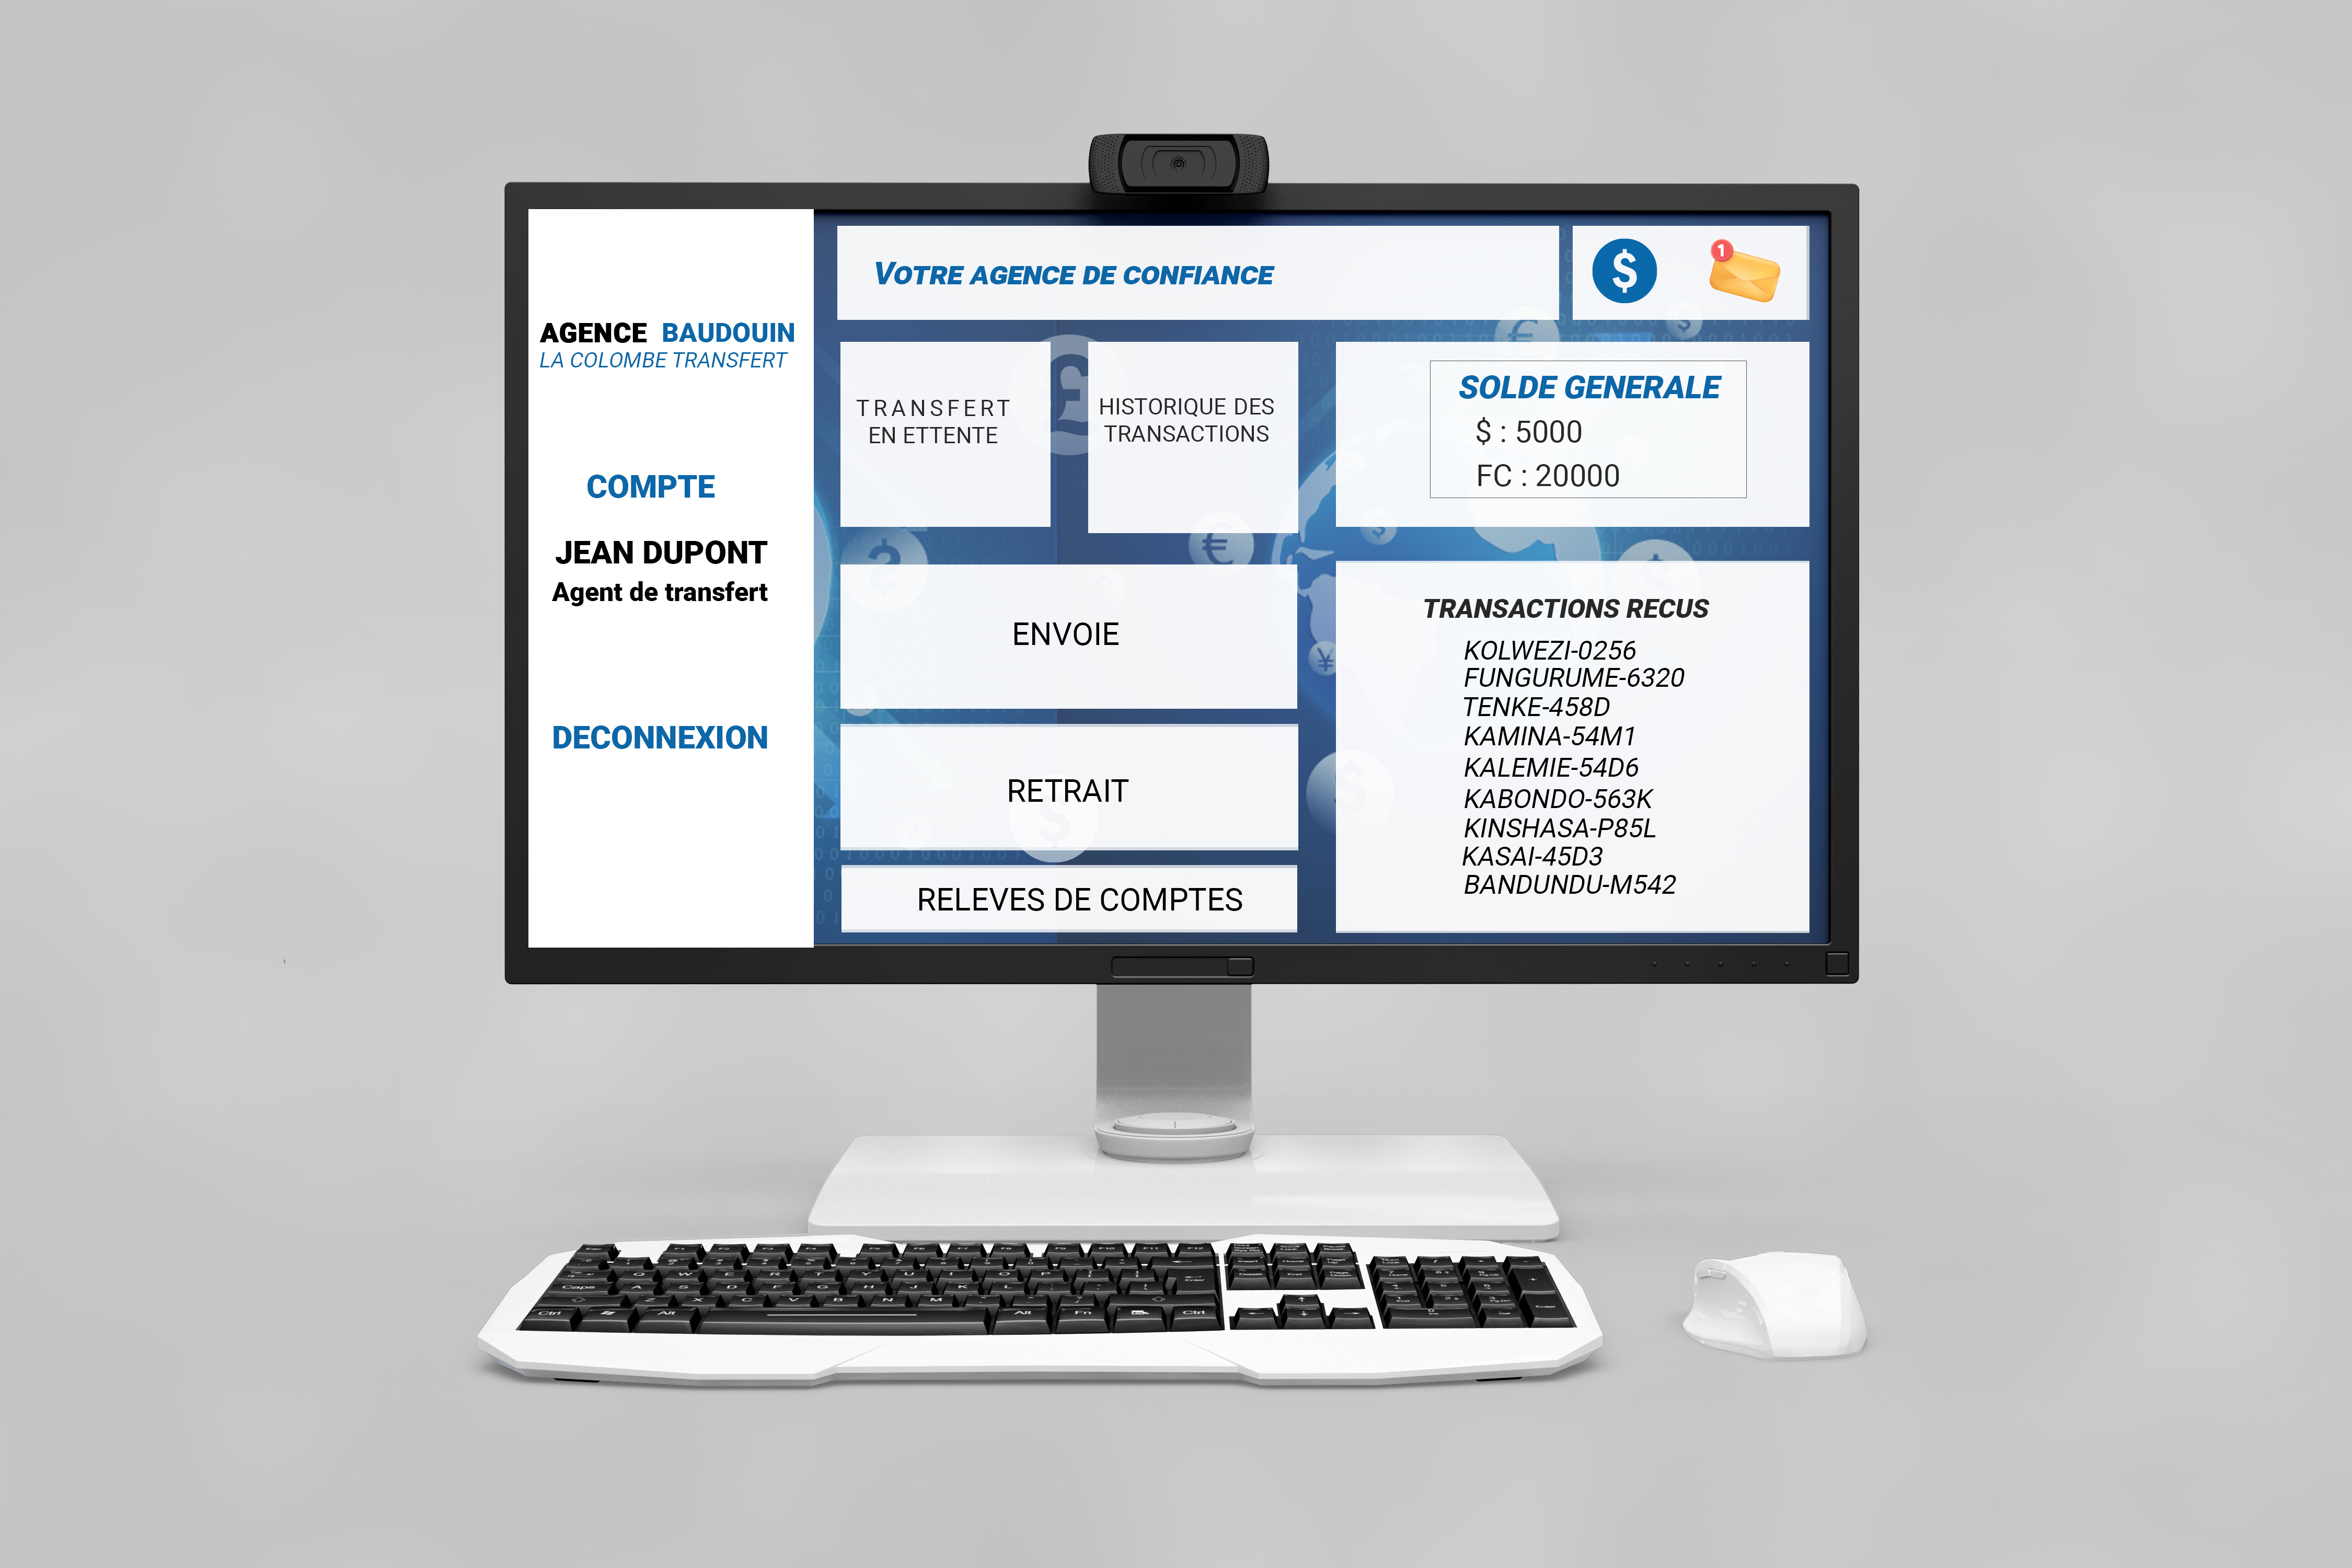 AGENCE BAUDOUIN
LA COLOMBE TRANSFERT
COMPTE
JEAN DUPONT
Agent de transfert
DECONNEXION
VOTRE AGENCE DE CONFIANCE
$
1
TRANSFERT
EN ETTENTE
HISTORIQUE DES
TRANSACTIONS
SOLDE GENERALE
$ : 5000
FC : 20000
ENVOIE
RETRAIT
RELEVES DE COMPTES
TRANSACTIONS RECUS
KOLWEZI-0256
FUNGURUME-6320
TENKE-458D
KAMINA-54M1
KALEMIE-54D6
KABONDO-563K
KINSHASA-P85L
KASAI-45D3
BANDUNDU-M542